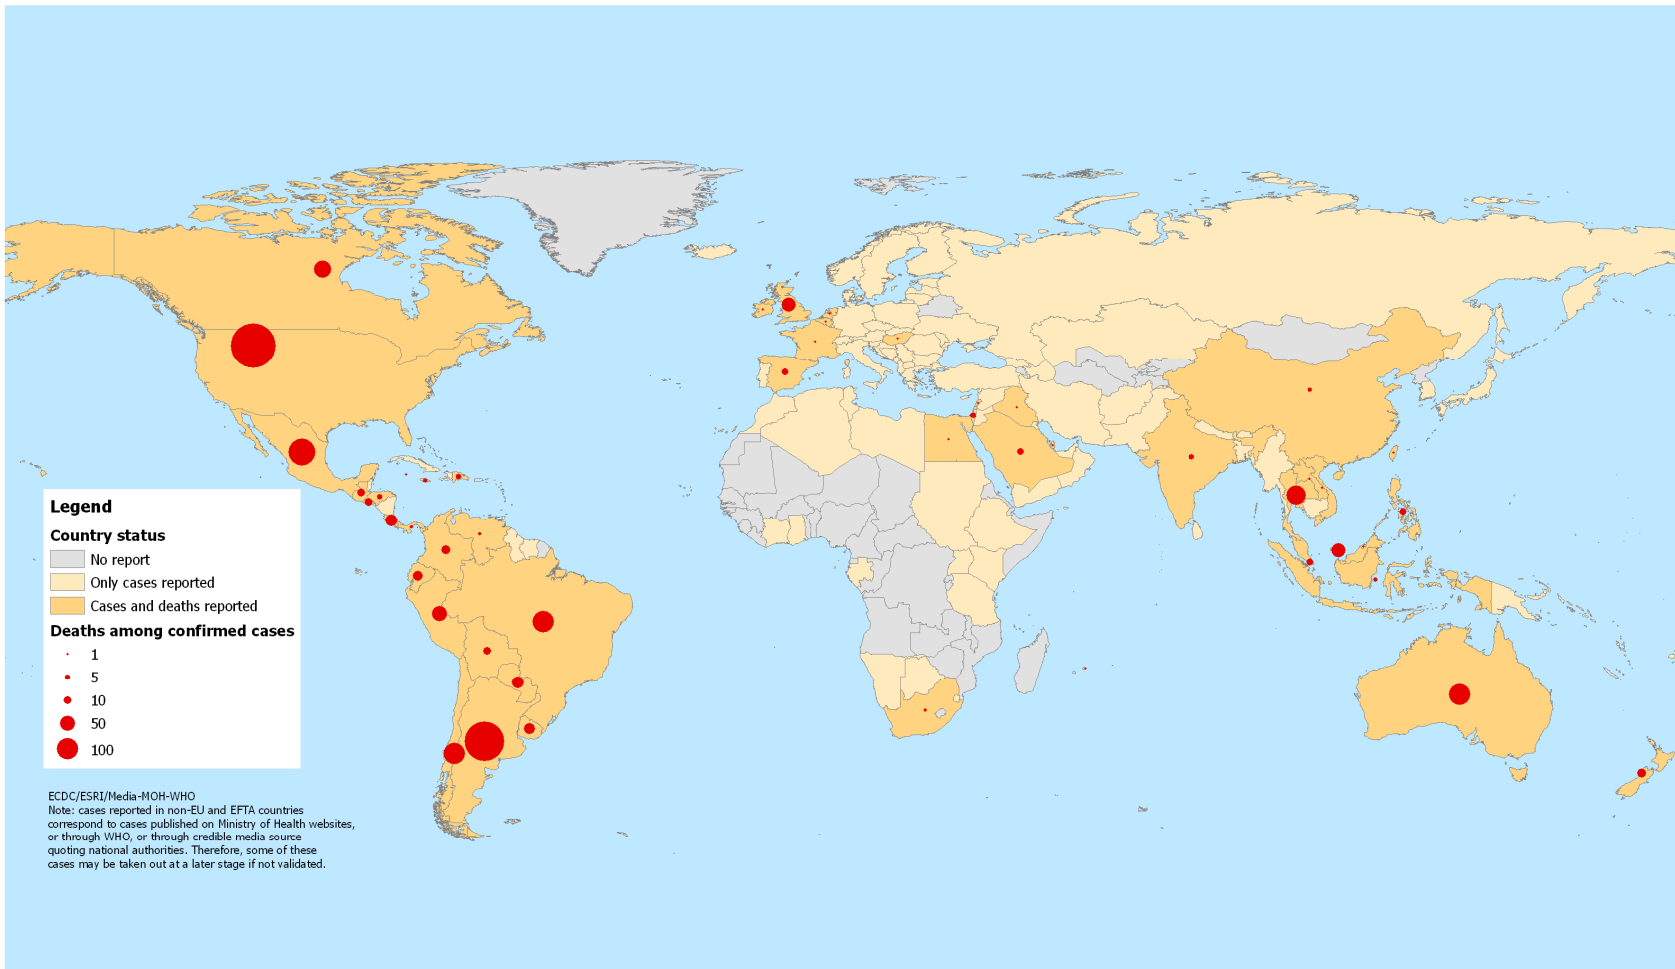 Legend
Country status
No report
Only cases reported
Cases and deaths reported
Deaths among confirmed cases
1
5
10
50
100
ECDC/ESRI/Media-MOH-WHO
Note: cases reported in non-EU and EFTA countries
correspond to cases published on Ministry of Health websites,
or through WHO, or through credible media source
quoting national authorities. Therefore, some of these
cases may be taken out at a later stage if not validated.